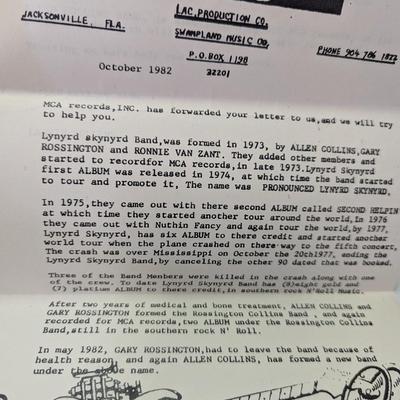 LAC. PRODUCTION CO.
JACKSONVILLE, FLA.
SWAMPLAND MUSIC CO.
P.O. BOX 1198
PHONE 904 786 1877
October 1982
32201
MCA records,INC. has forwarded your letter to us,and we will try
to help you.
Lynyrd skynyrd Band,was formed in 1973, by ALLEN COLLINS,GARY
ROSSINGTON and RONNIE VAN ZANT. They added other members and
started to recordfor MCA records,in late 1973.Lynyrd Skynyrd
first ALBUM was released in 1974, at which time the band started
to tour and promote it, The name was PRONOUNCED LYNYRD SKYNYRD,
In 1975,they came out with there second ALBUM called SECOND HELPIN
at which time they started another tour around the world,In 1976
they came out with Nuthin Fancy and again tour the world,by 1977,
Lynyrd Skynyrd, has six ALBUM to there credit and started another
world tour when the plane crashed on there way to the fifth concert,
The crash was over Mississippi on October the 20th1977, ending the
Lynyrd Skynyrd Band,by canceling the other 90 dates that was booked.
Three of the Band Menbers were killed in the crash along with one
of the crew. To date Lynyrd Skynyrd Band has (8)eight gold and
(7) platium ALBUM to there credit,in southern rock N'Roll Music.
After two years of medical and bone treatment, ALLEN COLLINS and
GARY ROSSINGTON formed the Rossington Collins Band , and again
recorded for MCA records, two ALBUM under the Rossington Collins
Band,still in the southern rock N' Roll.
In may 1982, GARY ROSSINGTON,had to leave the band because of
health reason, and again ALLEN COLLINS, has formed a new band
under the above name.